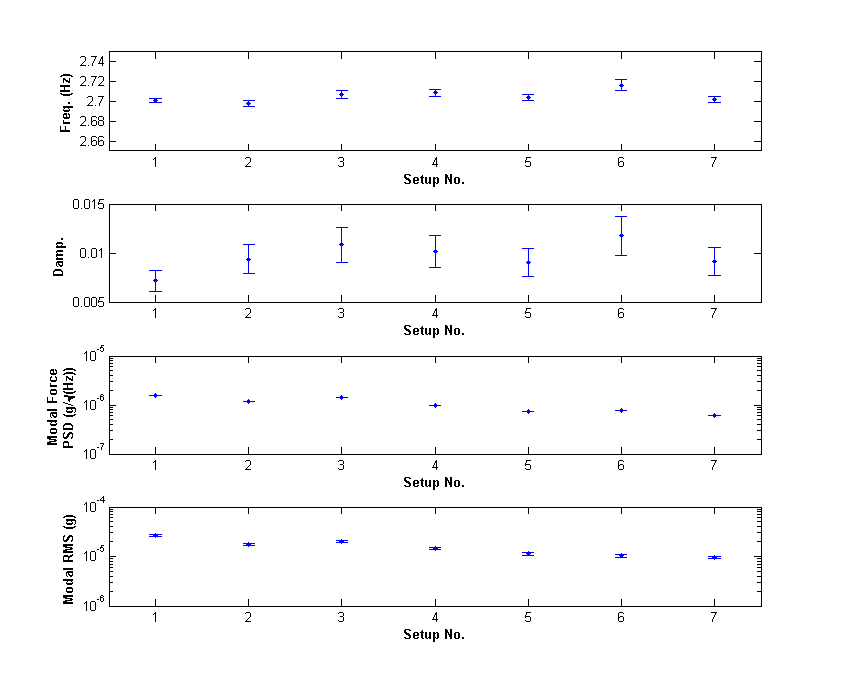 2.74
2.72
2.7
2.68
2.66
Freq. (Hz)
1 2 3 4 5 6 7
Setup No.
0.015
0.01
0.005
Damp.
1 2 3 4 5 6 7
Setup No.
10^-5
10^-6
10^-7
Modal Force
PSD (g/√(Hz))
1 2 3 4 5 6 7
Setup No.
10^-4
10^-5
10^-6
Modal RMS (g)
1 2 3 4 5 6 7
Setup No.